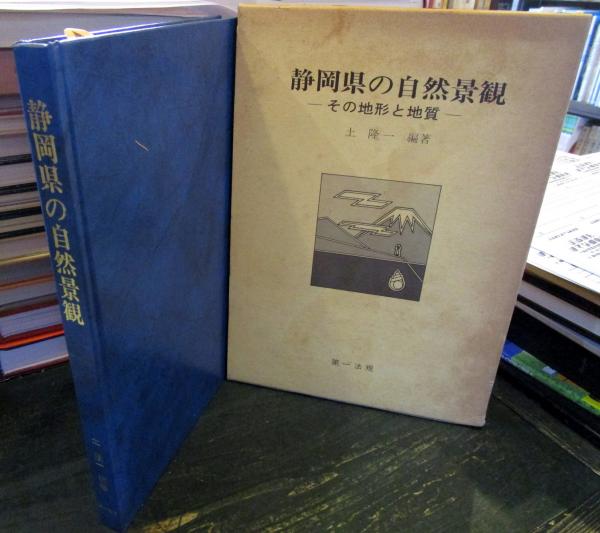 静岡県の自然景観
静岡県の自然景観
―その地形と地質―
土 隆一 編著
第一法規